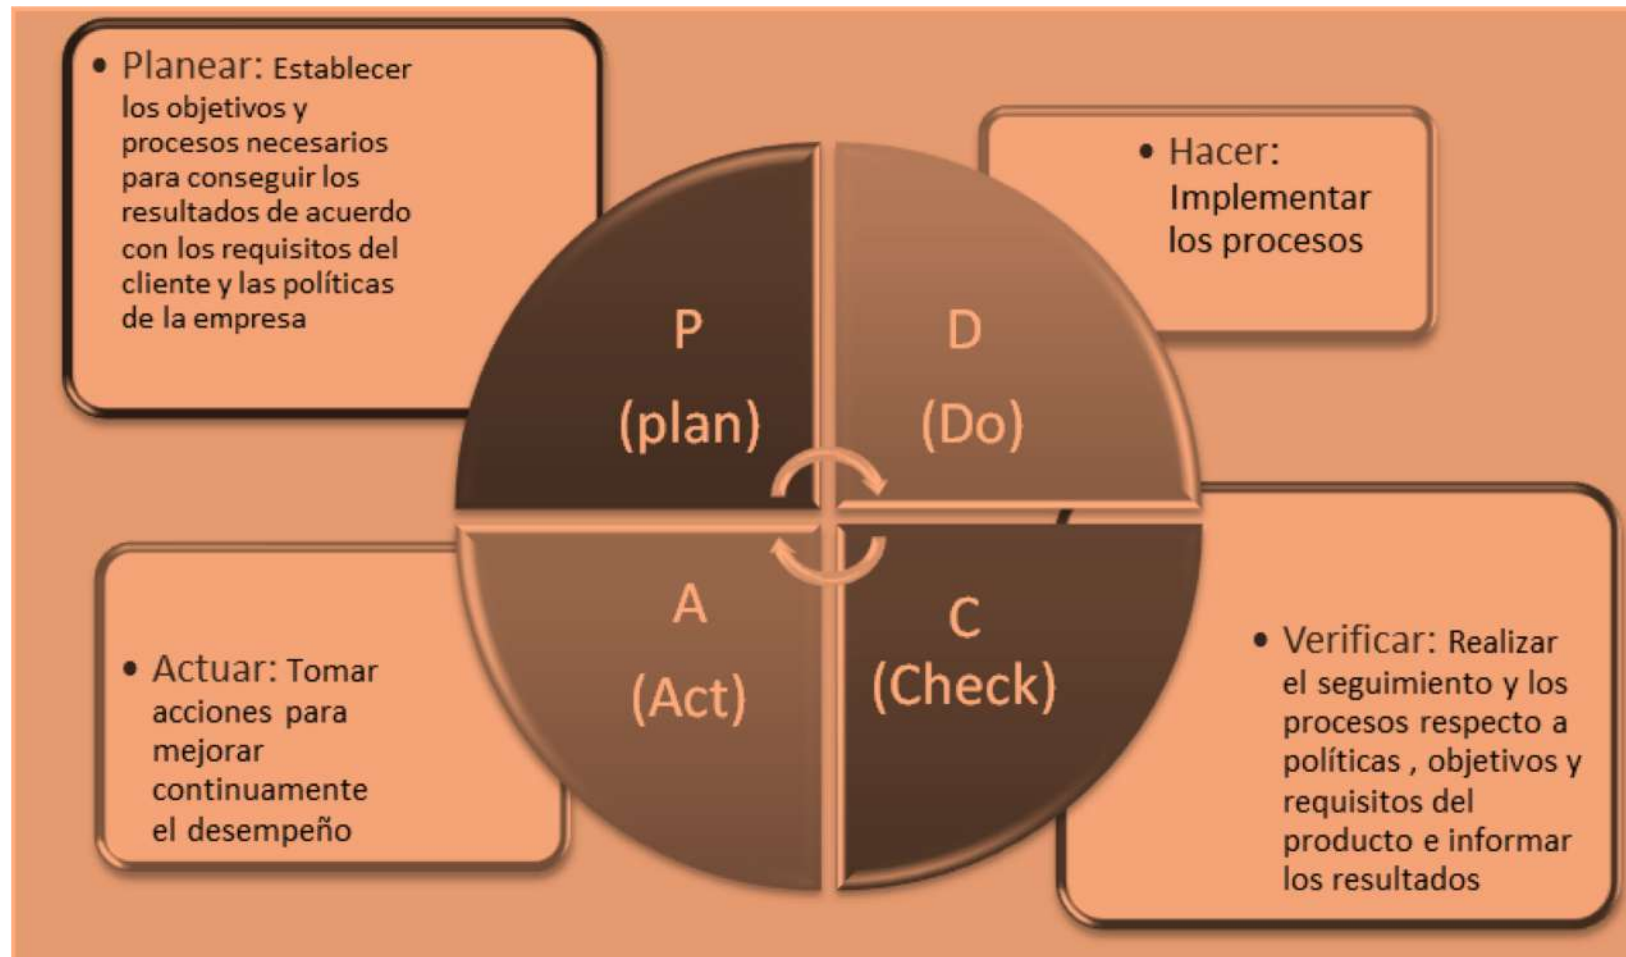 • Planear: Establecer
los objetivos y
procesos necesarios
para conseguir los
resultados de acuerdo
con los requisitos del
cliente y las políticas
de la empresa
• Hacer:
Implementar
los procesos
P
(plan)
D
(Do)
A
(Act)
C
(Check)
• Actuar: Tomar
acciones para
mejorar
continuamente
el desempeño
• Verificar: Realizar
el seguimiento y los
procesos respecto a
políticas , objetivos y
requisitos del
producto e informar
los resultados